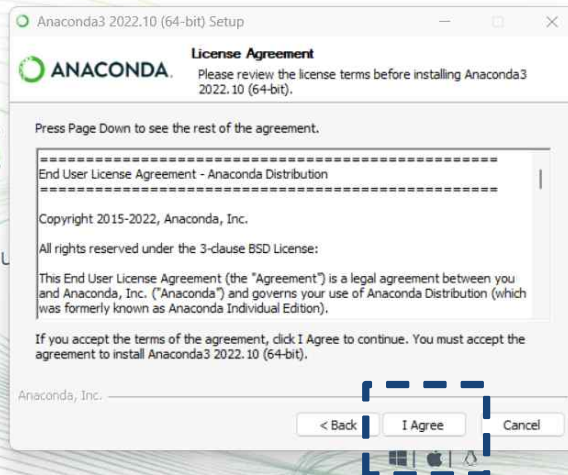 Anaconda3 2022.10 (64-bit) Setup
ANACONDA.
License Agreement
Please review the license terms before installing Anaconda3
2022.10 (64-bit).
Press Page Down to see the rest of the agreement.
==================================================
End User License Agreement - Anaconda Distribution
==================================================
Copyright 2015-2022, Anaconda, Inc.
All rights reserved under the 3-clause BSD License:
This End User License Agreement (the "Agreement") is a legal agreement between you
and Anaconda, Inc. ("Anaconda") and governs your use of Anaconda Distribution (which
was formerly known as Anaconda Individual Edition).
If you accept the terms of the agreement, click I Agree to continue. You must accept the
agreement to install Anaconda3 2022.10 (64-bit).
Anaconda, Inc.
< Back
I Agree
Cancel